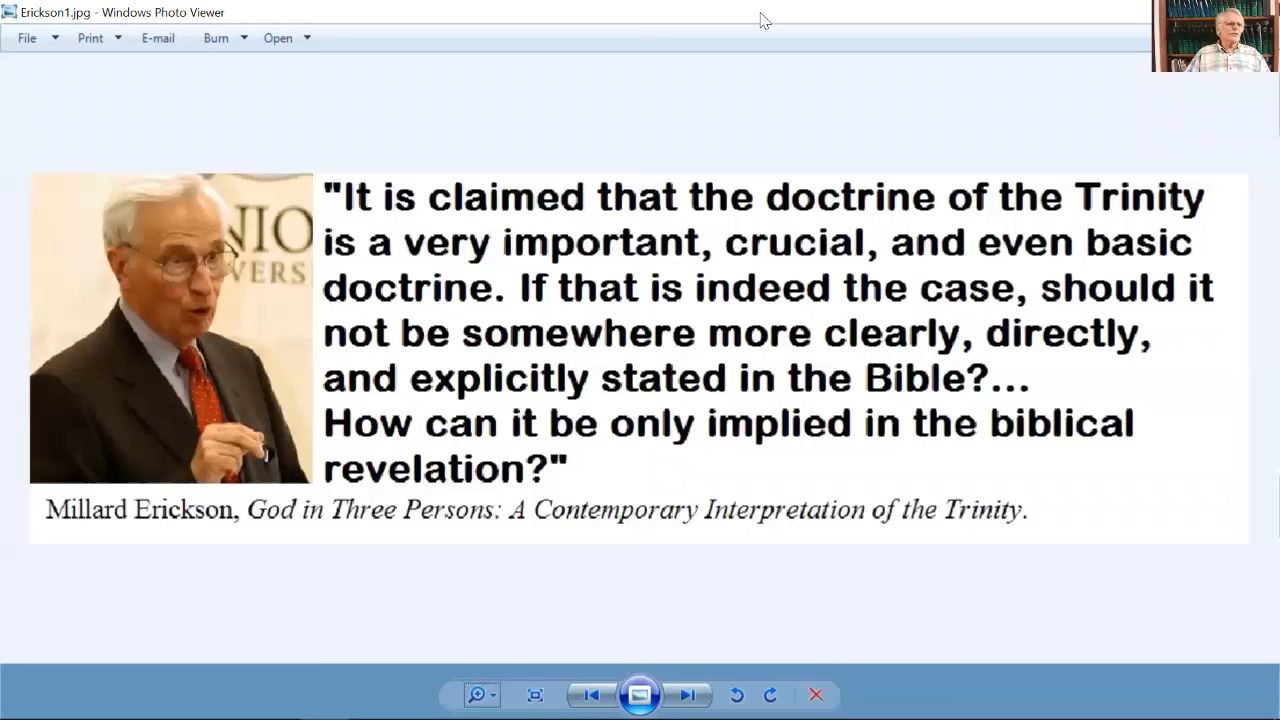 Erickson1.jpg - Windows Photo Viewer
File Print E-mail Burn Open
NIO
VERS
"It is claimed that the doctrine of the Trinity
is a very important, crucial, and even basic
doctrine. If that is indeed the case, should it
not be somewhere more clearly, directly,
and explicitly stated in the Bible?...
How can it be only implied in the biblical
revelation?"
Millard Erickson, God in Three Persons: A Contemporary Interpretation of the Trinity.